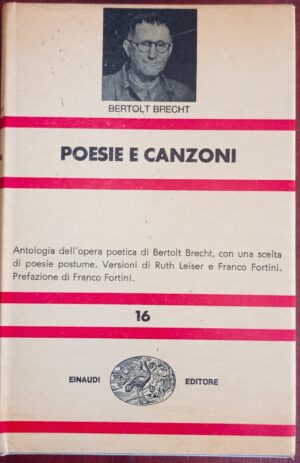 BERTOLT BRECHT
POESIE E CANZONI
Antologia dell'opera poetica di Bertolt Brecht, con una scelta
di poesie postume. Versioni di Ruth Leiser e Franco Fortini.
Prefazione di Franco Fortini.
16
EINAUDI EDITORE